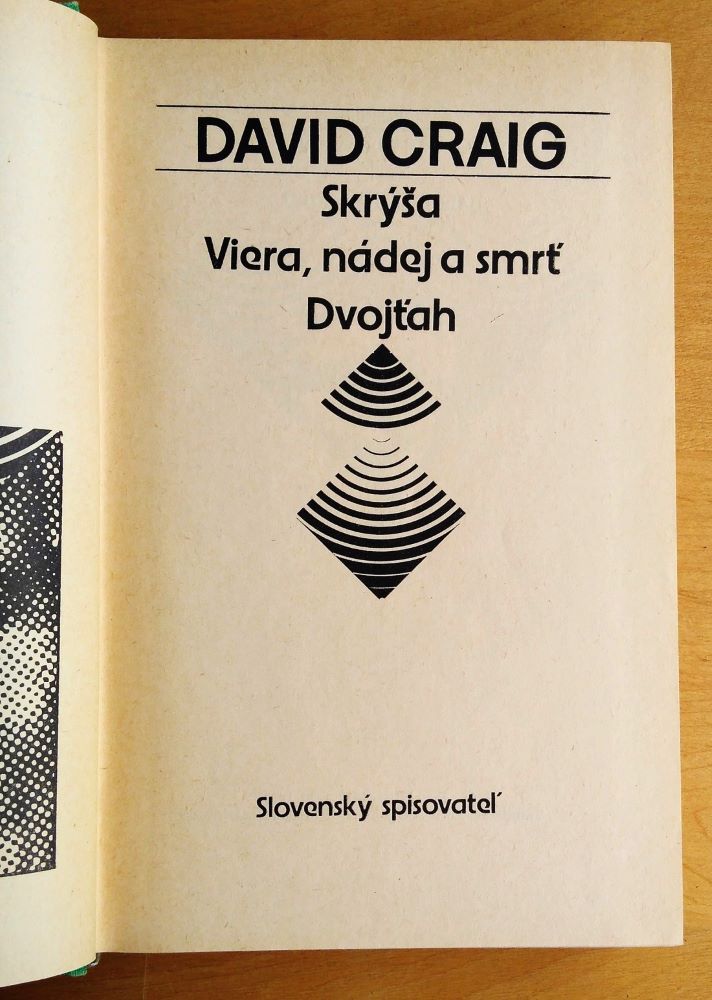 DAVID CRAIG
Skrýša
Viera, nádej a smrť
Dvojťah
Slovenský spisovateľ